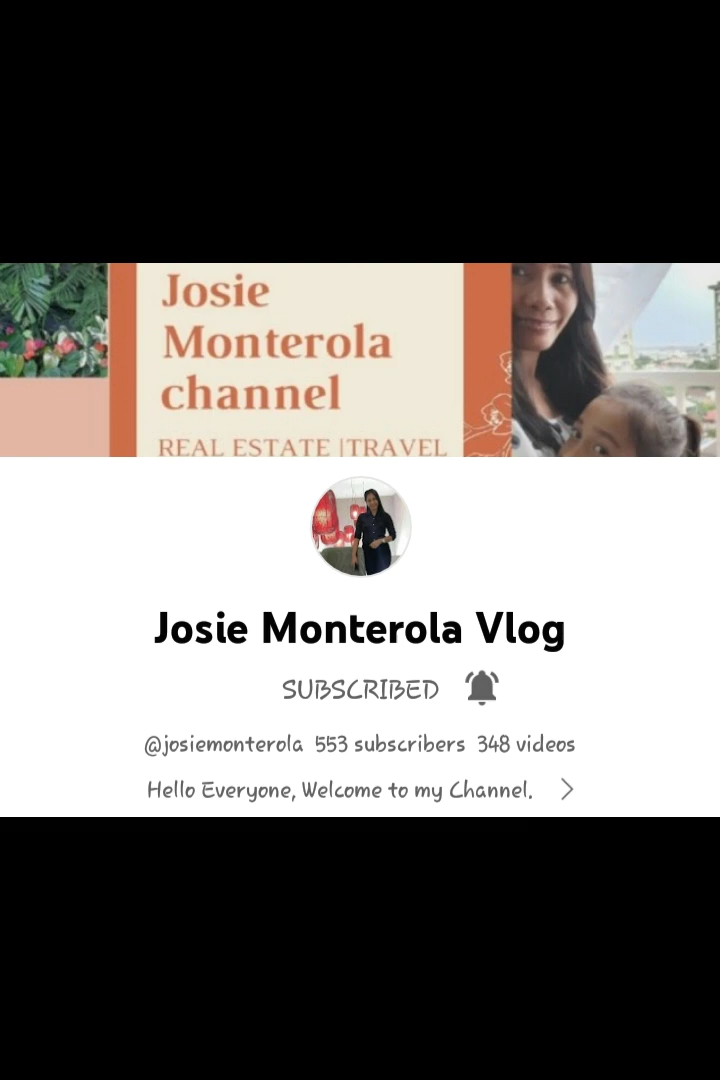 Josie
Monterola
channel
REAL ESTATE |TRAVEL
Josie Monterola Vlog
SUBSCRIBED
@josiemonterola 553 subscribers 348 videos
Hello Everyone, Welcome to my Channel.